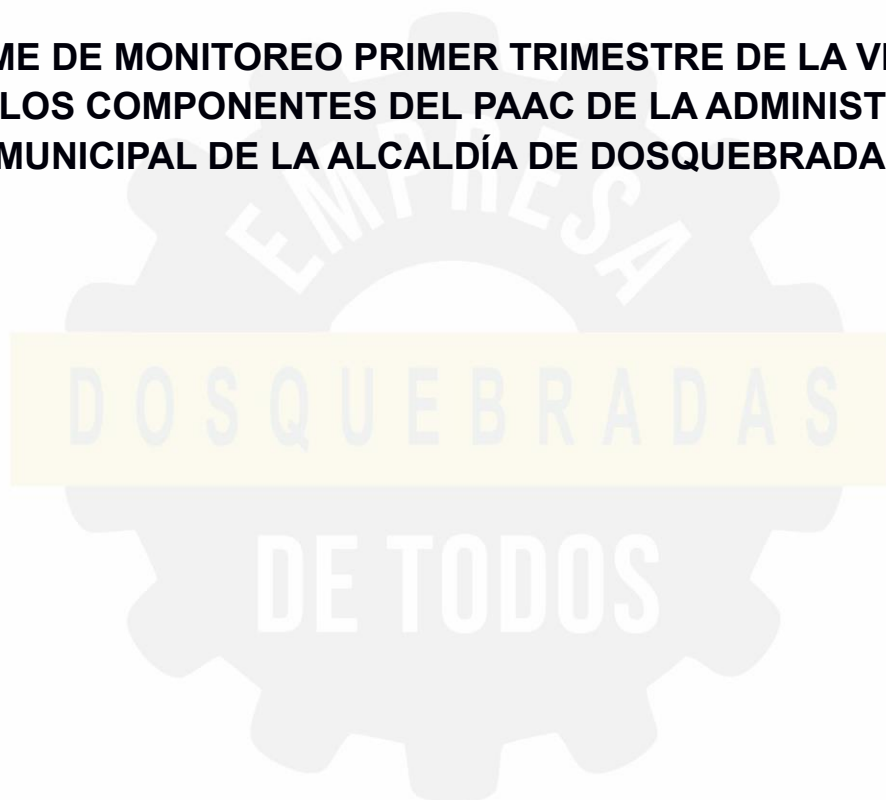 ME DE MONITOREO PRIMER TRIMESTRE DE LA VI
LOS COMPONENTES DEL PAAC DE LA ADMINIST
MUNICIPAL DE LA ALCALDÍA DE DOSQUEBRADA
EMPRESA
DOSQUEBRADAS
DE TODOS